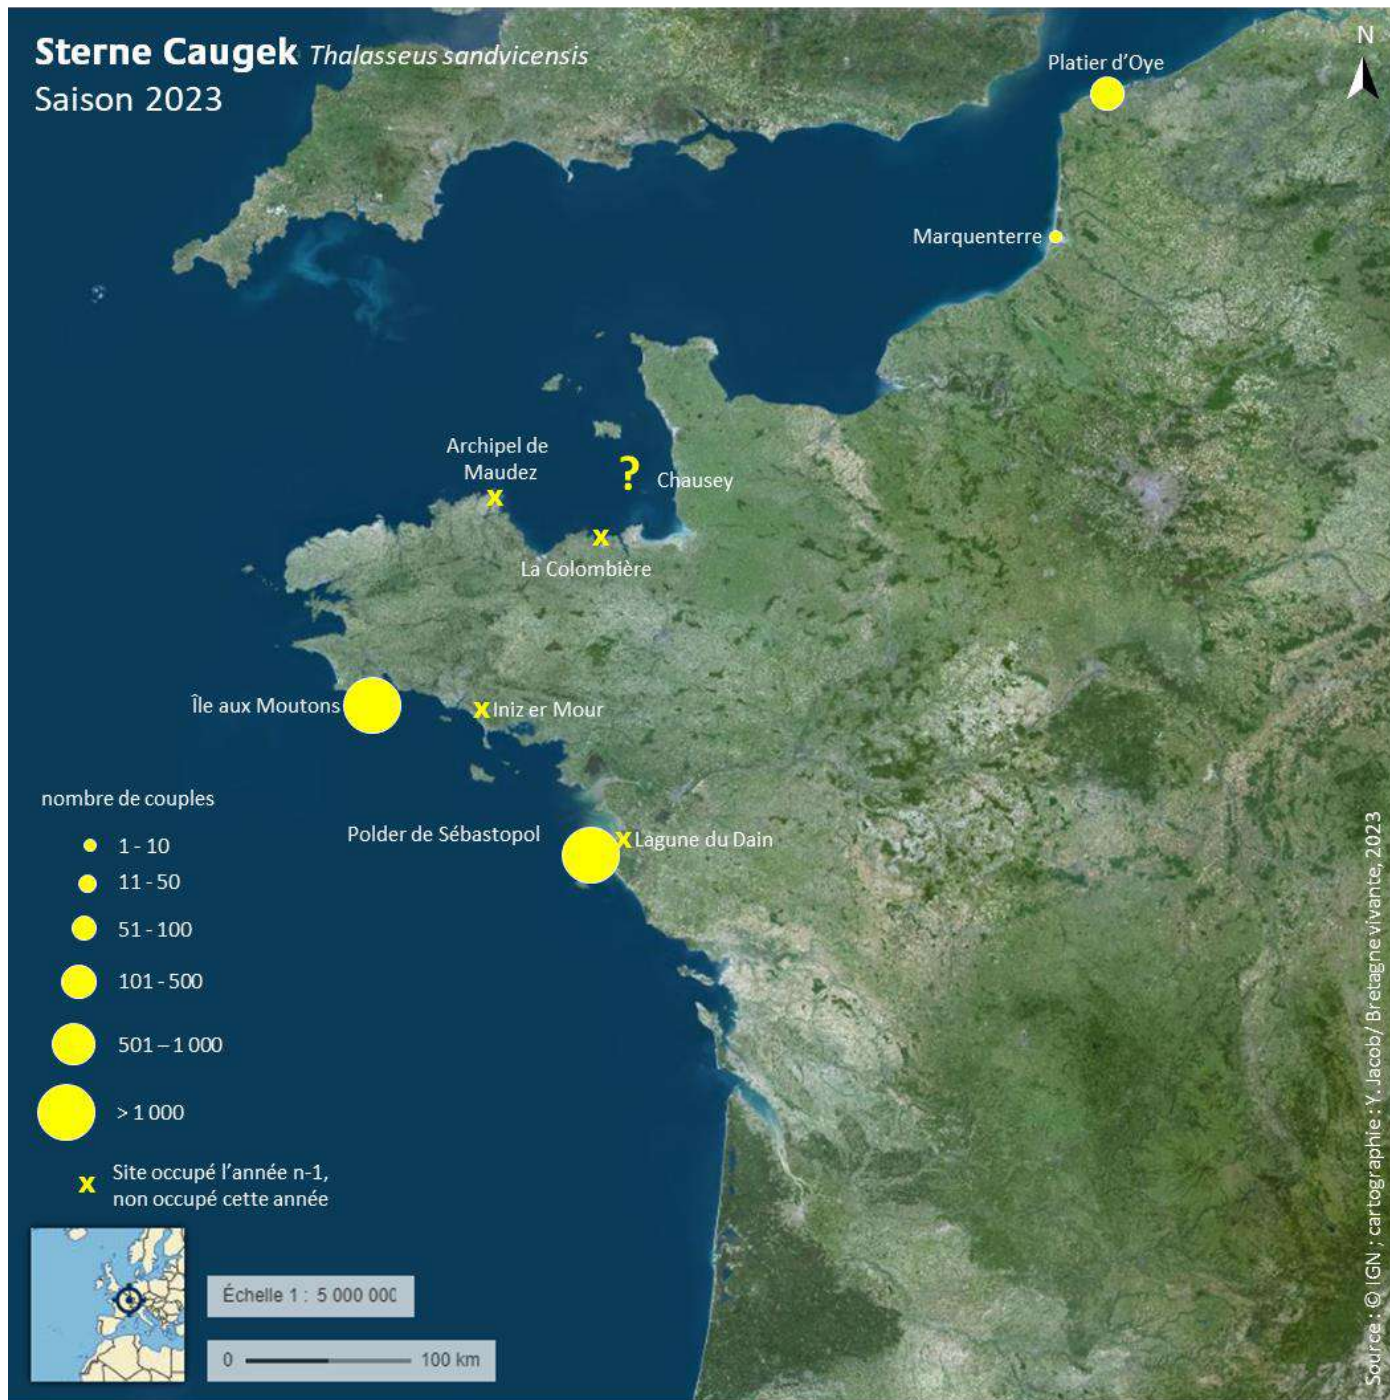 Sterne Caugek Thalasseus sandvicensis
Saison 2023
N
Platier d'Oye
Marquenterre
Archipel de
Maudez
x
?
Chausey
x
La Colombière
Île aux Moutons
x Iniz er Mour
Polder de Sébastopol
x Lagune du Dain
nombre de couples
1 - 10
11 - 50
51 - 100
101 - 500
501 – 1 000
> 1 000
x Site occupé l'année n-1,
non occupé cette année
Échelle 1 : 5 000 000
0 100 km
Source : © IGN ; cartographie : Y. Jacob/ Bretagne vivante, 2023